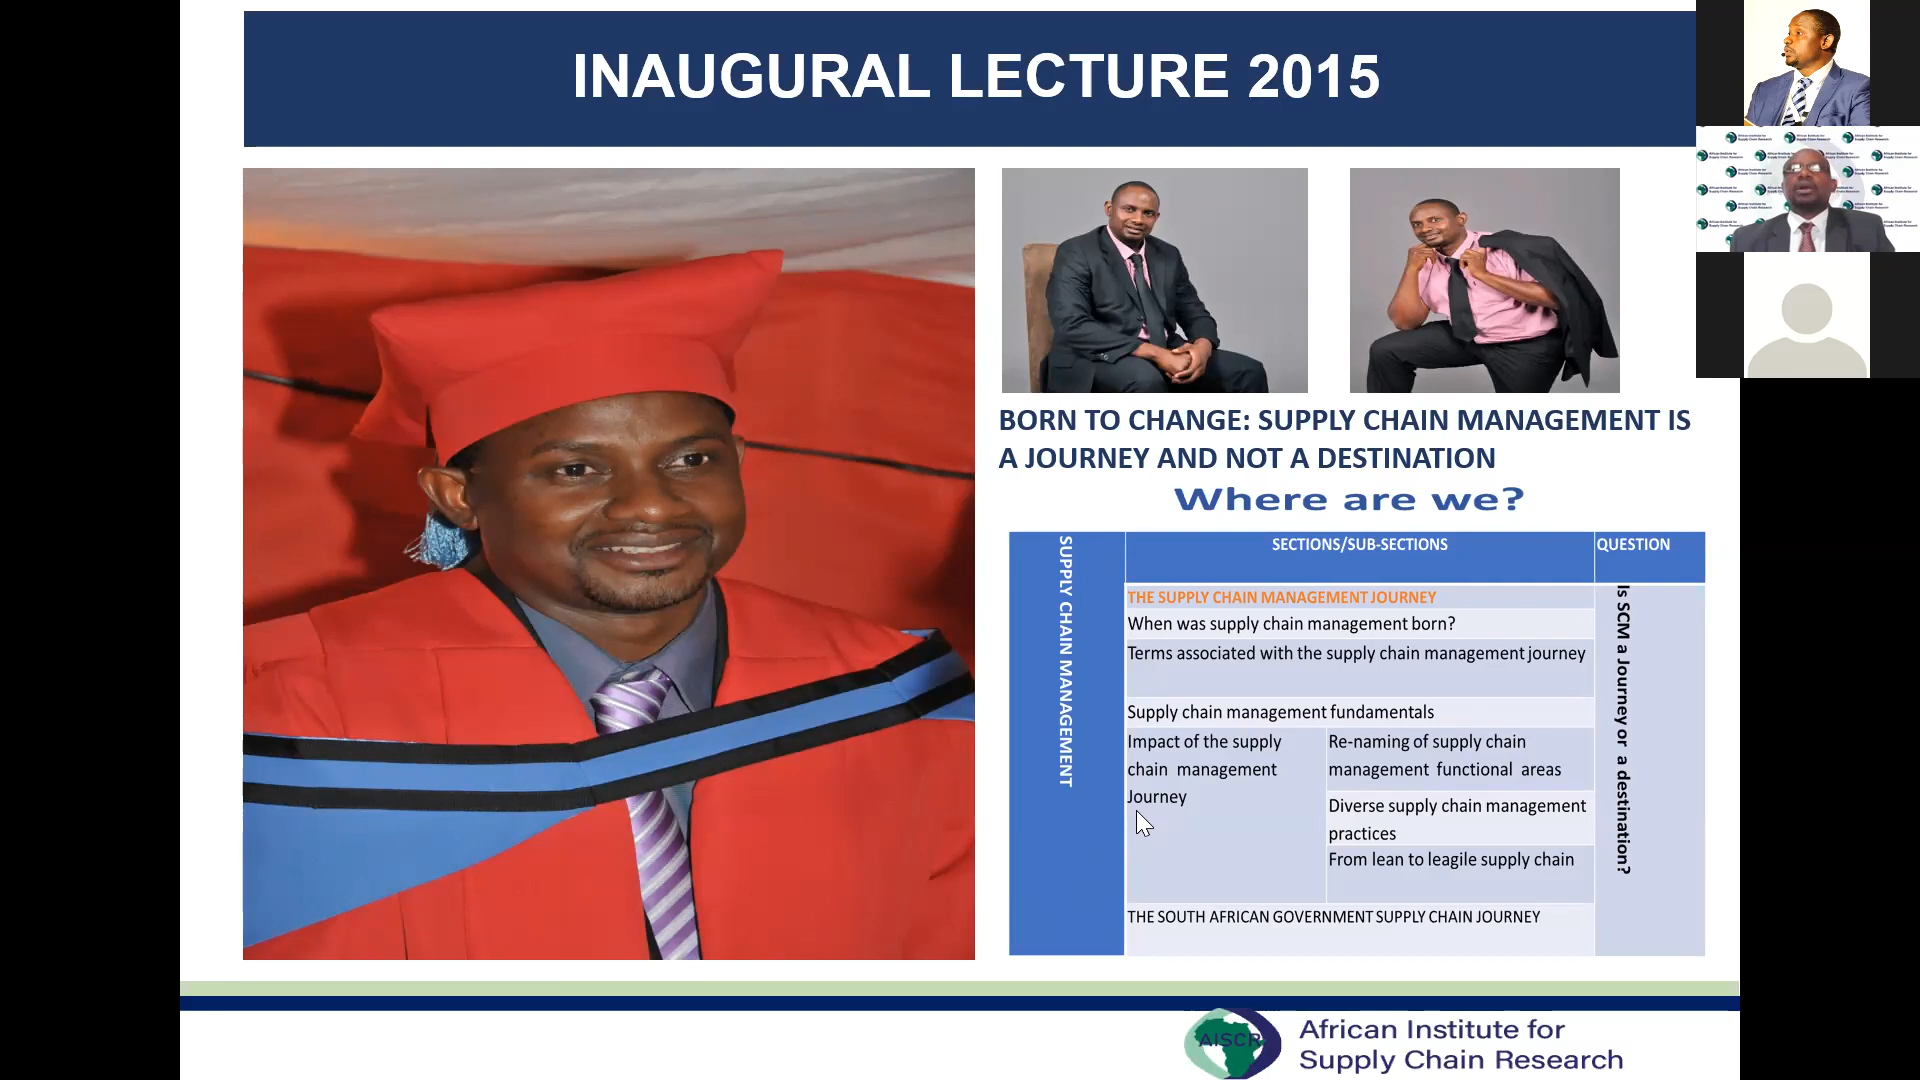 INAUGURAL LECTURE 2015
BORN TO CHANGE: SUPPLY CHAIN MANAGEMENT IS
A JOURNEY AND NOT A DESTINATION
Where are we?
SUPPLY CHAIN MANAGEMENT
SECTIONS/SUB-SECTIONS
QUESTION
THE SUPPLY CHAIN MANAGEMENT JOURNEY
When was supply chain management born?
Terms associated with the supply chain management journey
Supply chain management fundamentals
Impact of the supply
chain management
Journey
Re-naming of supply chain
management functional areas
Diverse supply chain management
practices
From lean to leagile supply chain
THE SOUTH AFRICAN GOVERNMENT SUPPLY CHAIN JOURNEY
Is SCM a Journey or a destination?
AISCR
African Institute for
Supply Chain Research